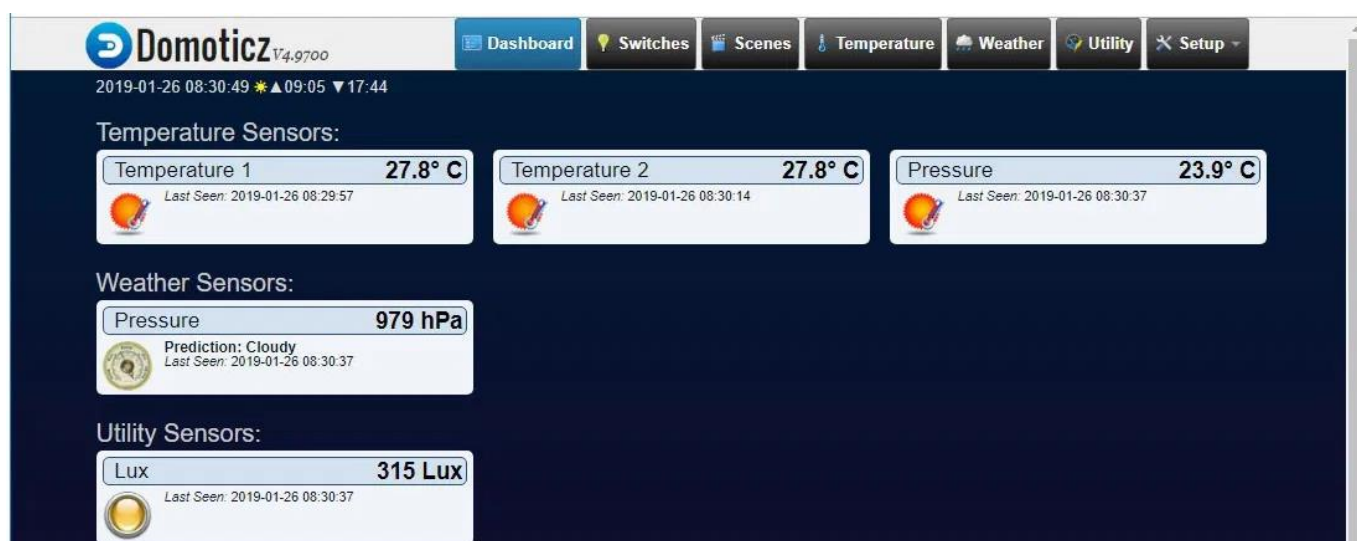 Domoticz V4.9700
Dashboard Switches Scenes Temperature Weather Utility Setup
2019-01-26 08:30:49 ☀▲09:05 ▼17:44
Temperature Sensors:
Temperature 1 27.8° C
Last Seen: 2019-01-26 08:29:57
Temperature 2 27.8° C
Last Seen: 2019-01-26 08:30:14
Pressure 23.9° C
Last Seen: 2019-01-26 08:30:37
Weather Sensors:
Pressure 979 hPa
Prediction: Cloudy
Last Seen: 2019-01-26 08:30:37
Utility Sensors:
Lux 315 Lux
Last Seen: 2019-01-26 08:30:37